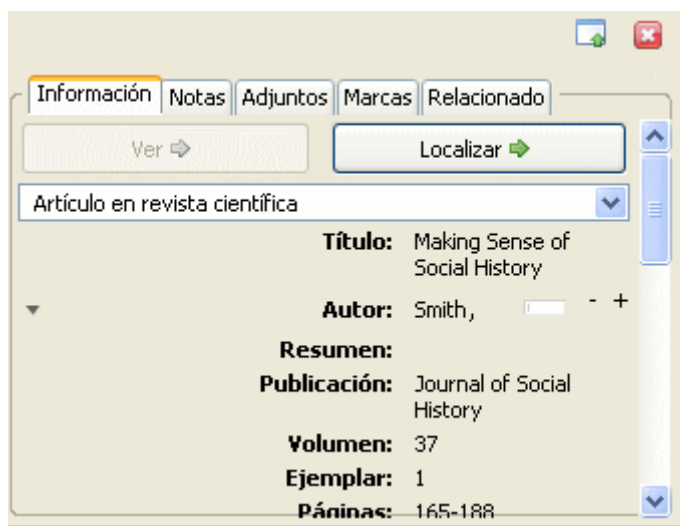 Información Notas Adjuntos Marcas Relacionado
Ver Localizar
Artículo en revista científica
Título: Making Sense of
Social History
Autor: Smith, - +
Resumen:
Publicación: Journal of Social
History
Volumen: 37
Ejemplar: 1
Páginas: 165-188